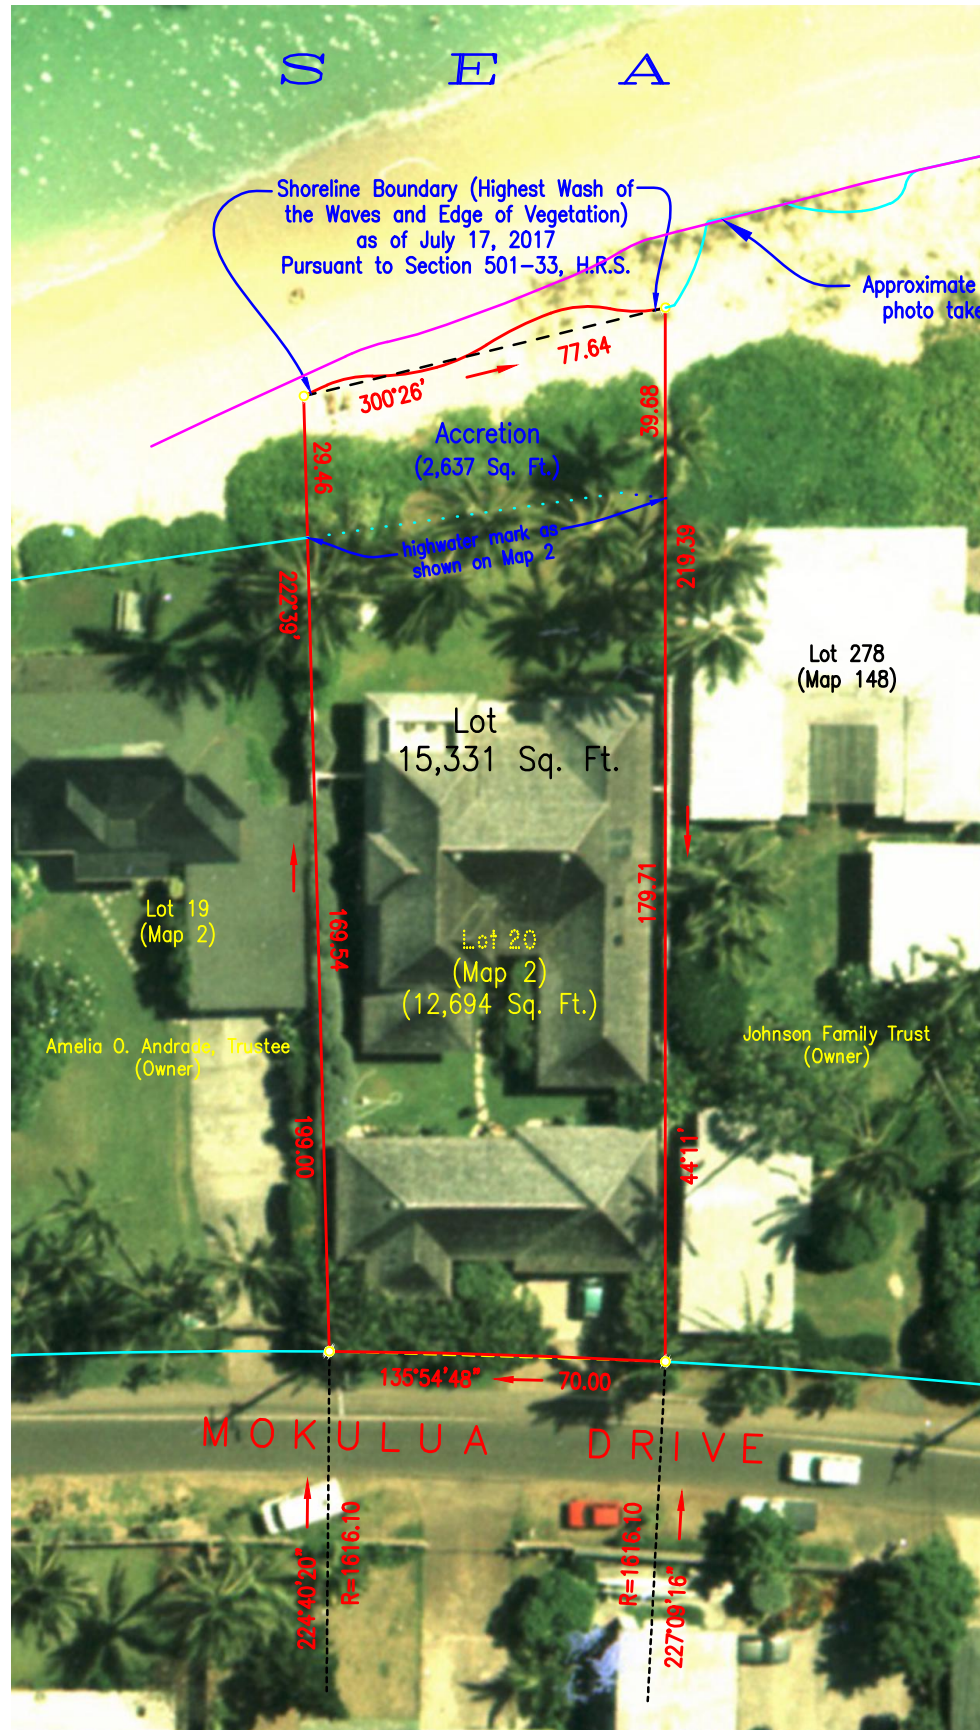 S E A
Shoreline Boundary (Highest Wash of
the Waves and Edge of Vegetation)
as of July 17, 2017
Pursuant to Section 501-33, H.R.S.
Approximate
photo take
77.64
300°26'
29.46
39.68
Accretion
(2,637 Sq. Ft.)
highwater mark as
shown on Map 2
222°39'
219.39
Lot 278
(Map 148)
Lot
15,331 Sq. Ft.
169.54
179.71
Lot 19
(Map 2)
Lot 20
(Map 2)
(12,694 Sq. Ft.)
Amelia O. Andrade, Trustee
(Owner)
Johnson Family Trust
(Owner)
199.00
44°11'
135°54'48"
70.00
MOKULUA DRIVE
224°40'20"
R=1616.10
R=1616.10
227°09'16"